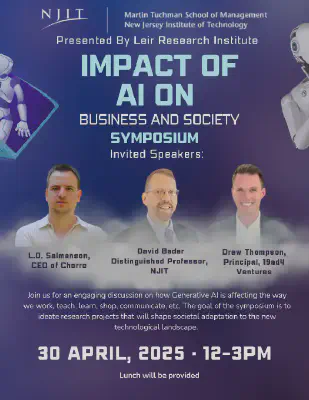 NJIT
Martin Tuchman School of Management
New Jersey Institute of Technology
Presented By Leir Research Institute
IMPACT OF
AI ON
BUSINESS AND SOCIETY
SYMPOSIUM
Invited Speakers:
L.D. Salmanson,
CEO of Cherre
David Bader
Distinguished Professor,
NJIT
Drew Thompson,
Principal, 19and4
Ventures
Join us for an engaging discussion on how Generative AI is affecting the way
we work, teach, learn, shop, communicate, etc. The goal of the symposium is to
ideate research projects that will shape societal adaptation to the new
technological landscape.
30 APRIL, 2025 · 12-3PM
Lunch will be provided